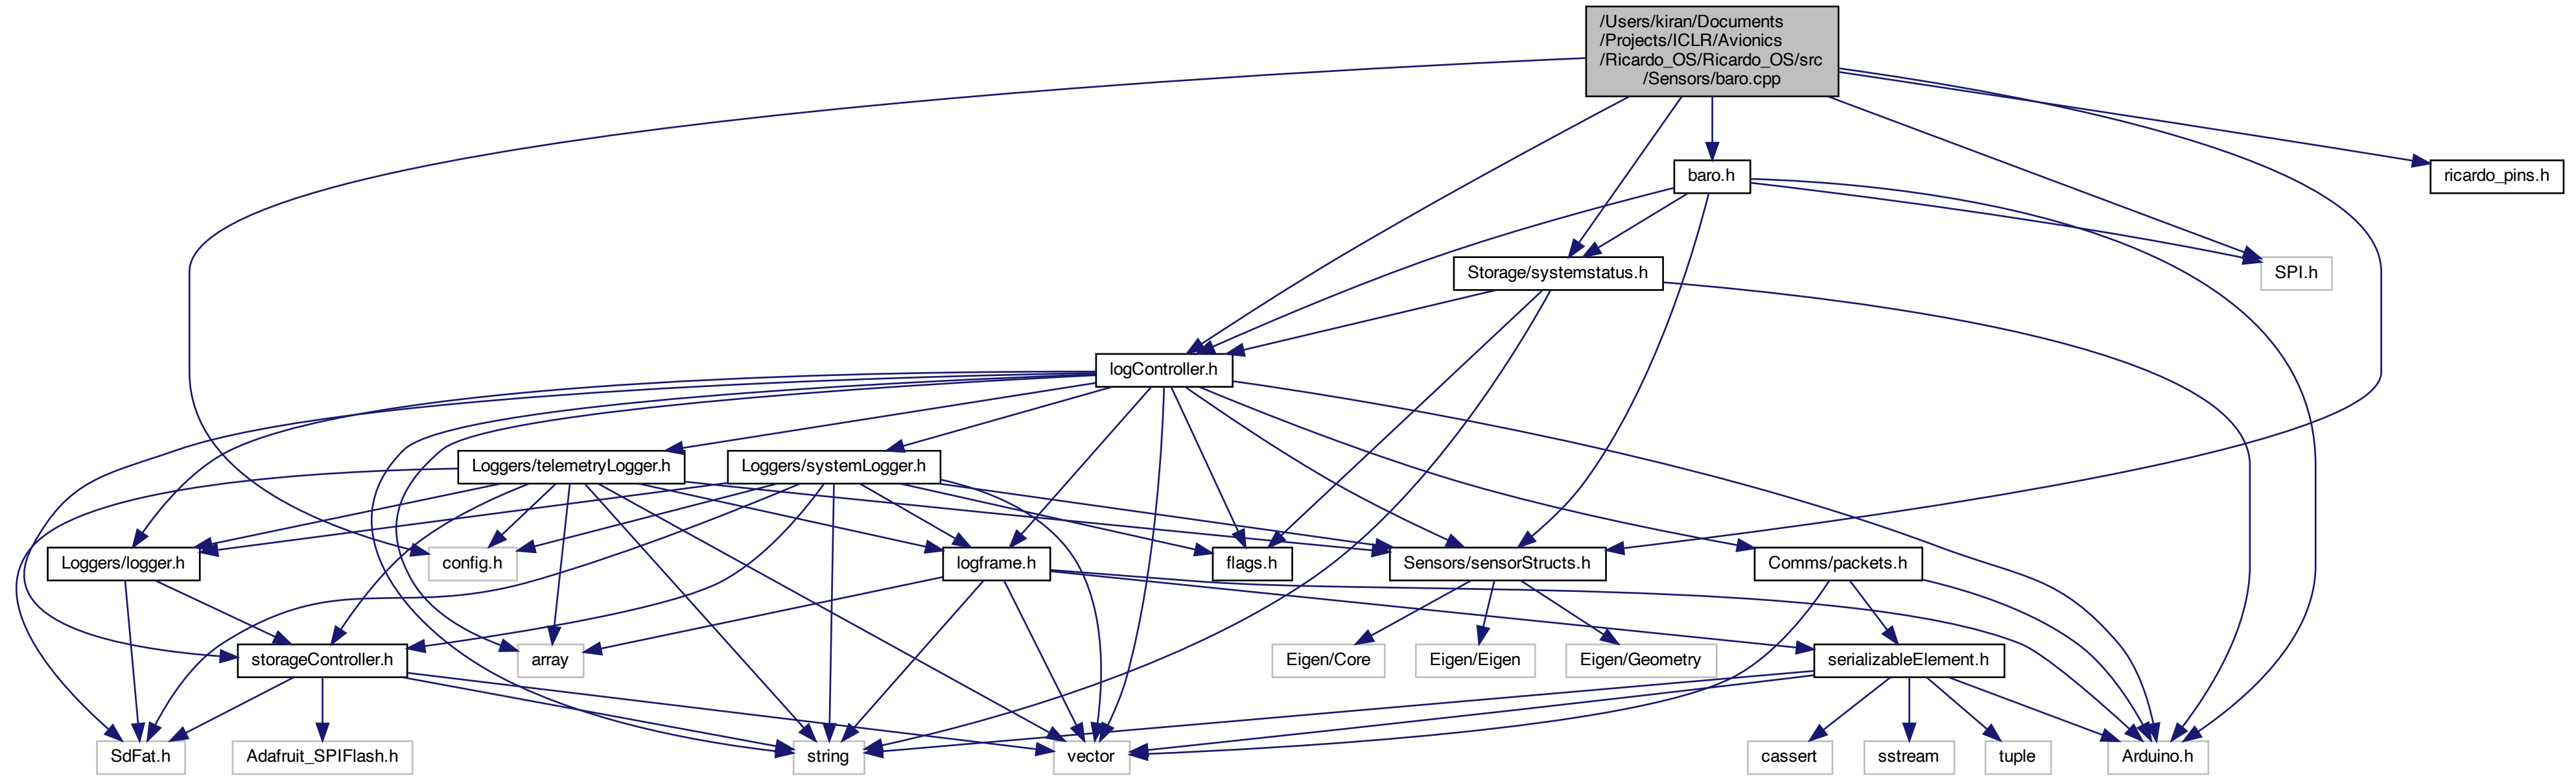 /Users/kiran/Documents
/Projects/ICLR/Avionics
/Ricardo_OS/Ricardo_OS/src
/Sensors/baro.cpp
baro.h
ricardo_pins.h
Storage/systemstatus.h
SPI.h
logController.h
Loggers/telemetryLogger.h
Loggers/systemLogger.h
Loggers/logger.h
config.h
logframe.h
flags.h
Sensors/sensorStructs.h
Comms/packets.h
storageController.h
array
Eigen/Core
Eigen/Eigen
Eigen/Geometry
serializableElement.h
SdFat.h
Adafruit_SPIFlash.h
string
vector
cassert
sstream
tuple
Arduino.h